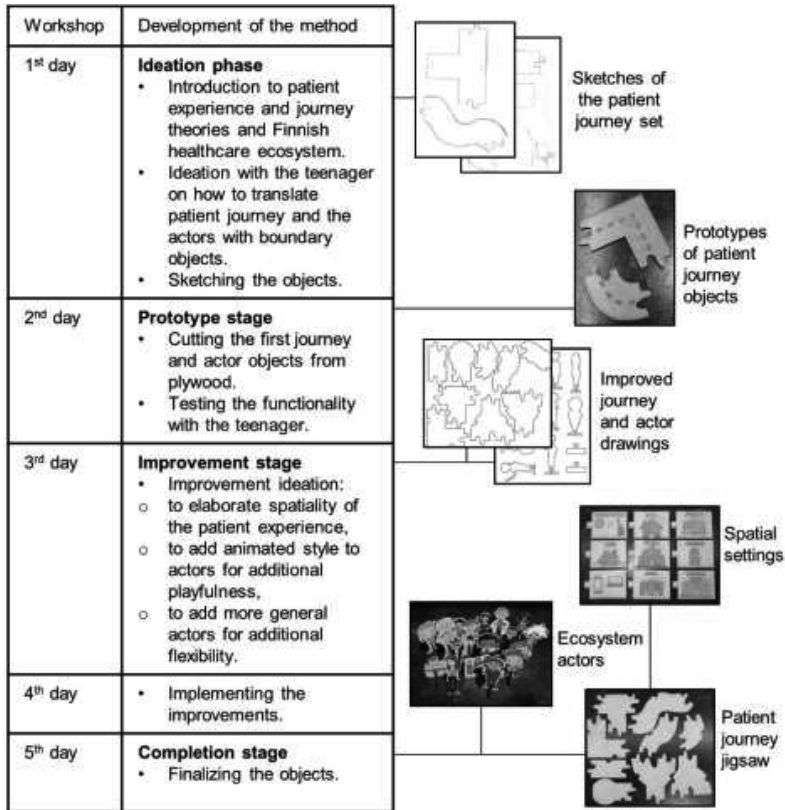 Workshop
Development of the method
1st day
Ideation phase
• Introduction to patient
experience and journey
theories and Finnish
healthcare ecosystem.
• Ideation with the teenager
on how to translate
patient journey and the
actors with boundary
objects.
• Sketching the objects.
Sketches of
the patient
journey set
Prototypes
of patient
journey
objects
2nd day
Prototype stage
• Cutting the first journey
and actor objects from
plywood.
• Testing the functionality
with the teenager.
Improved
journey
and actor
drawings
3rd day
Improvement stage
• Improvement ideation:
o to elaborate spatiality of
the patient experience,
o to add animated style to
actors for additional
playfulness,
o to add more general
actors for additional
flexibility.
Spatial
settings
Ecosystem
actors
4th day
• Implementing the
improvements.
5th day
Completion stage
• Finalizing the objects.
Patient
journey
jigsaw